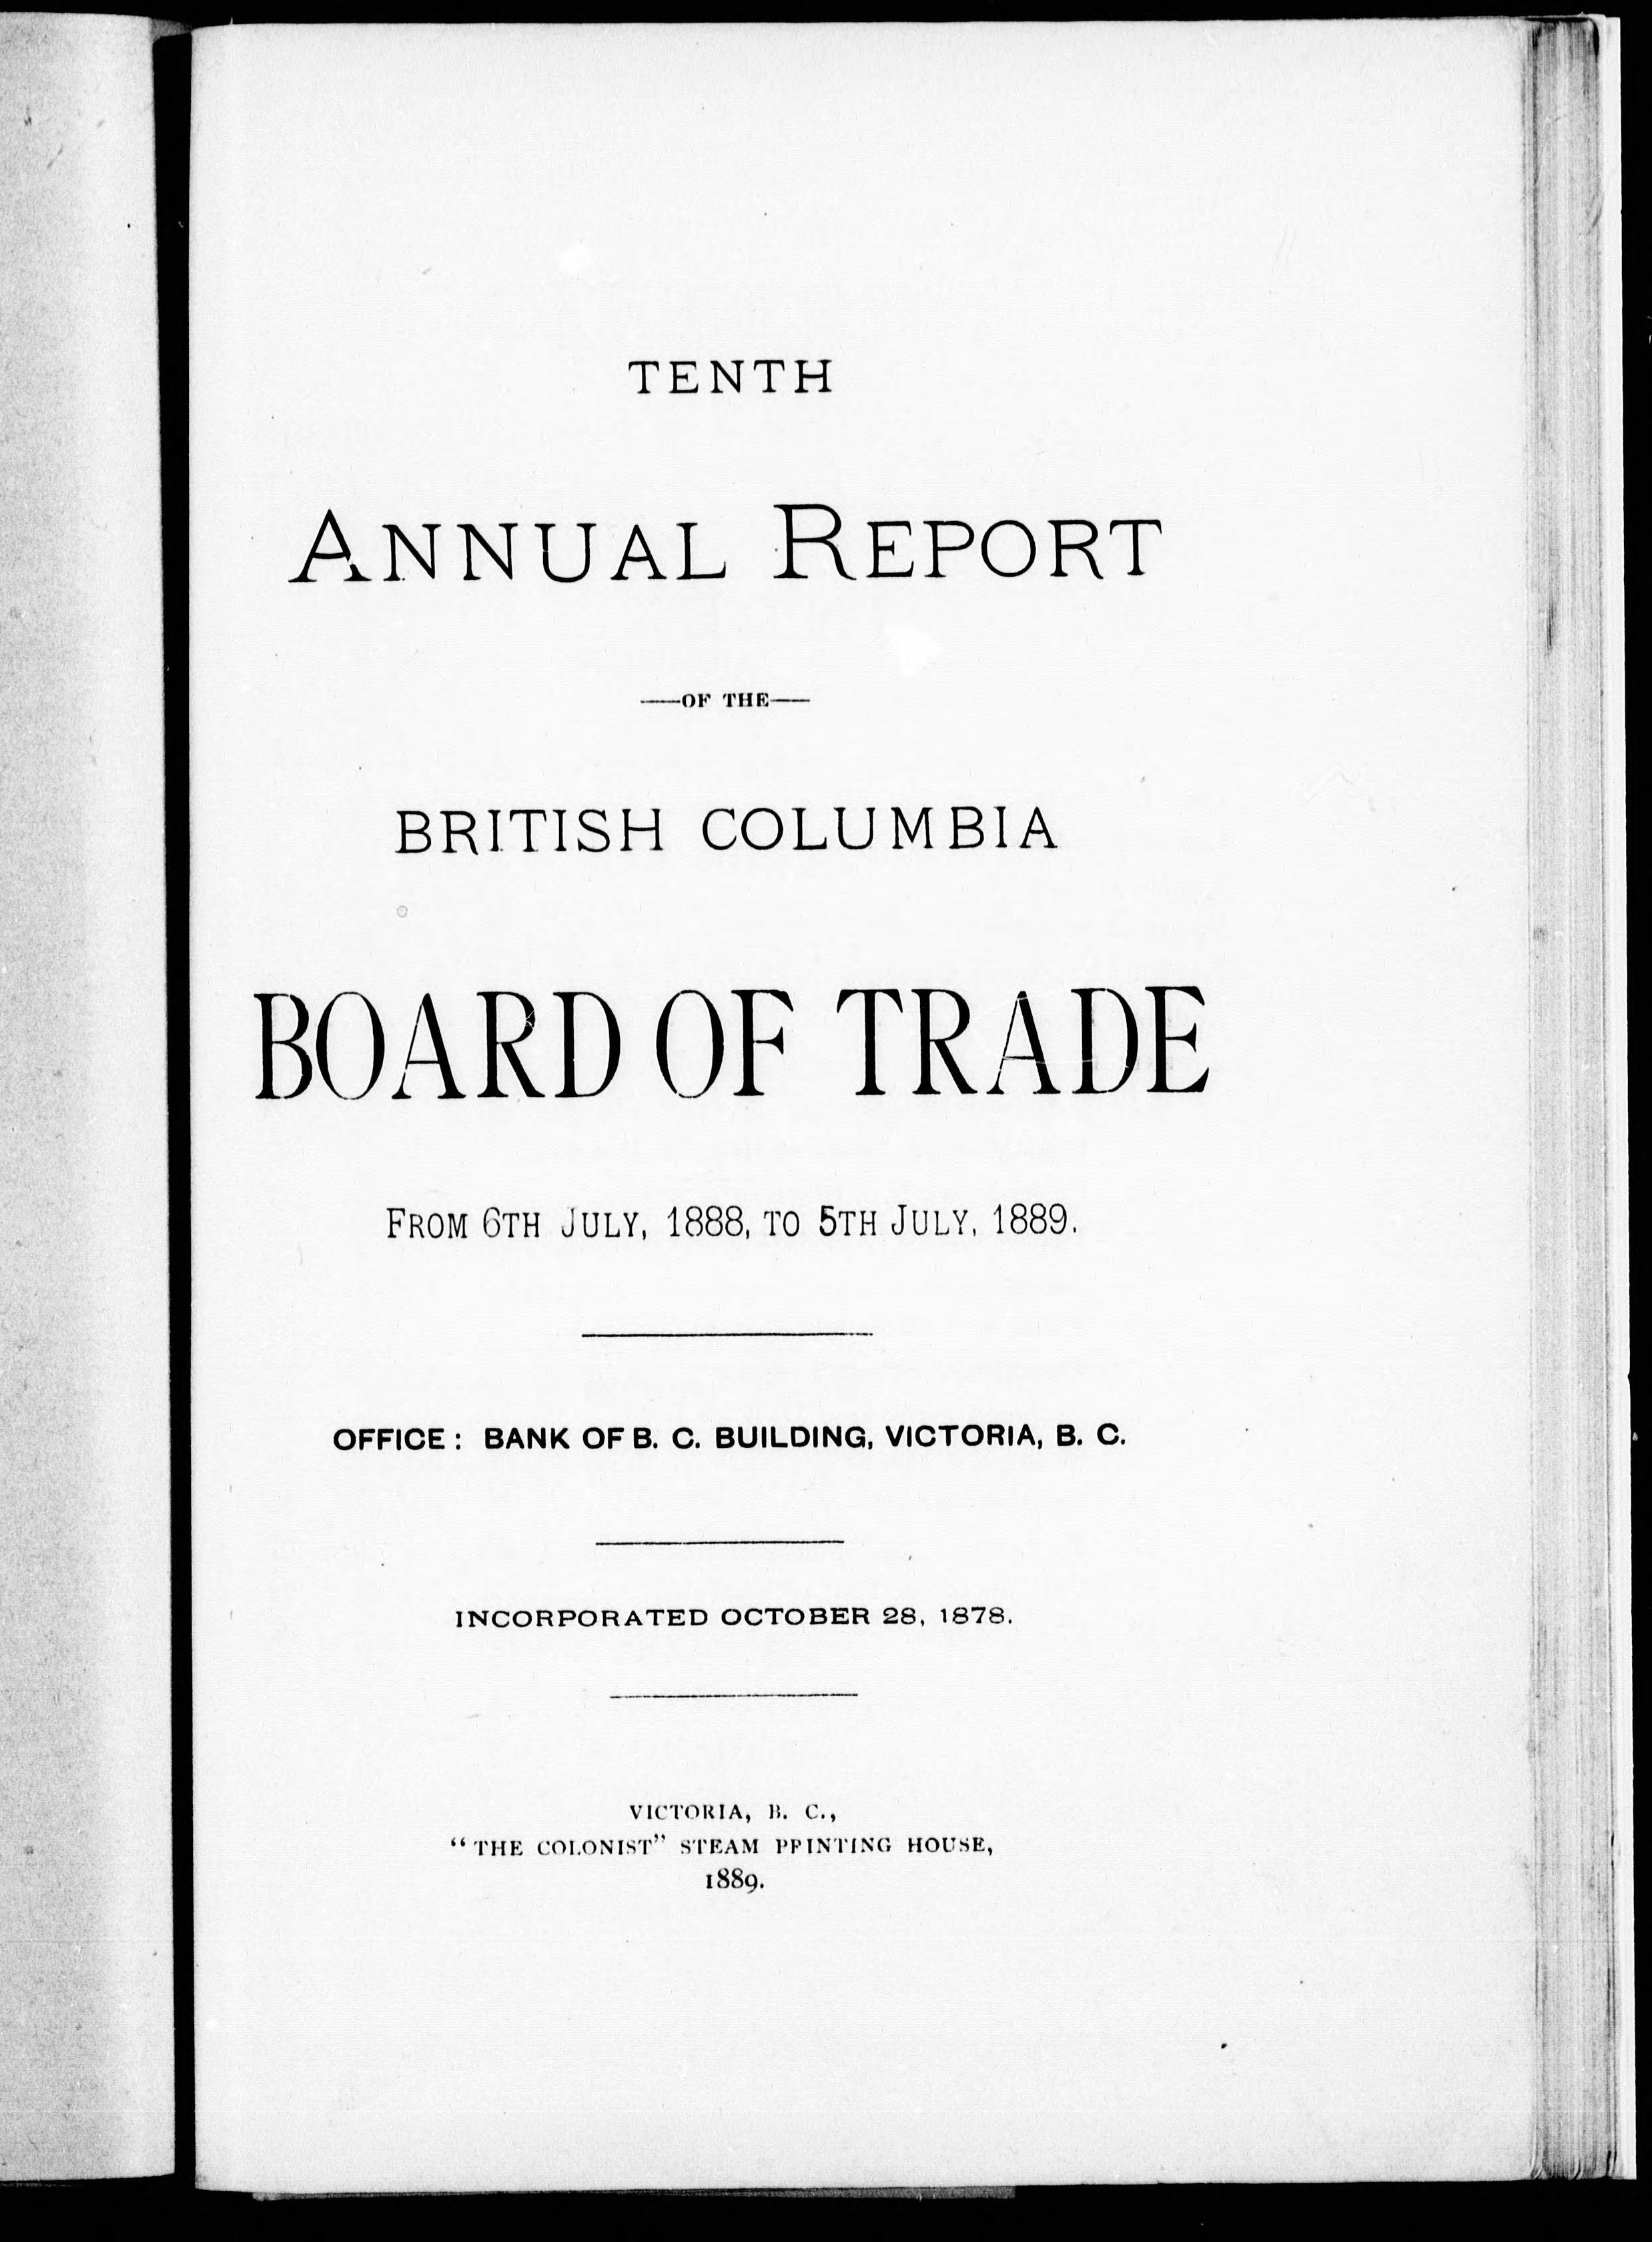 TENTH
ANNUAL REPORT
—OF THE—
BRITISH COLUMBIA
BOARD OF TRADE
FROM 6TH JULY, 1888, TO 5TH JULY, 1889.
OFFICE: BANK OF B. C. BUILDING, VICTORIA, B. C.
INCORPORATED OCTOBER 28, 1878.
VICTORIA, B. C.,
"THE COLONIST" STEAM PRINTING HOUSE,
1889.